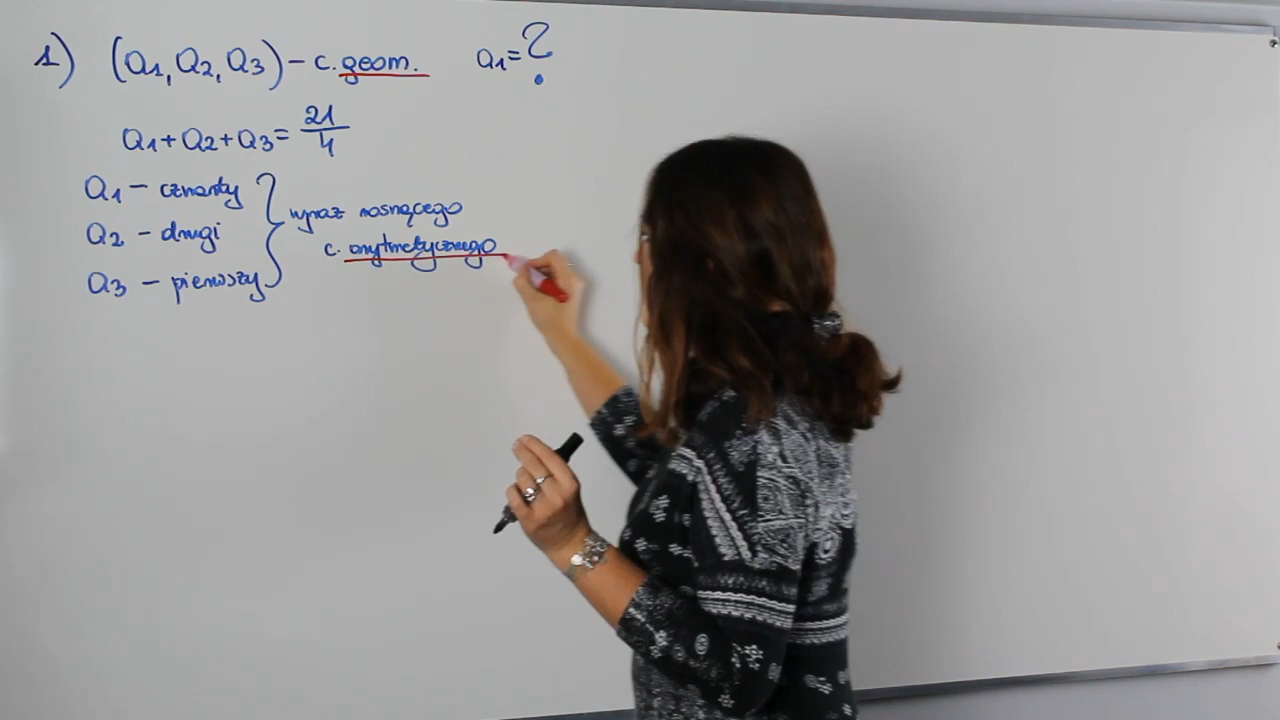 1) (a₁, a₂, a₃) – c. geom. a₁ = ?
a₁ + a₂ + a₃ = 21/4
a₁ – czwarty
a₂ – drugi
a₃ – pierwszy
wyraz rosnącego
c. arytmetycznego